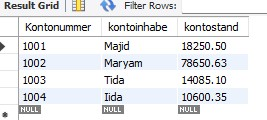 Result Grid Filter Rows:
Kontonummer kontoinhabe kontostand
1001 Majid 18250.50
1002 Maryam 78650.63
1003 Tida 14085.10
1004 Iida 10600.35
NULL NULL NULL